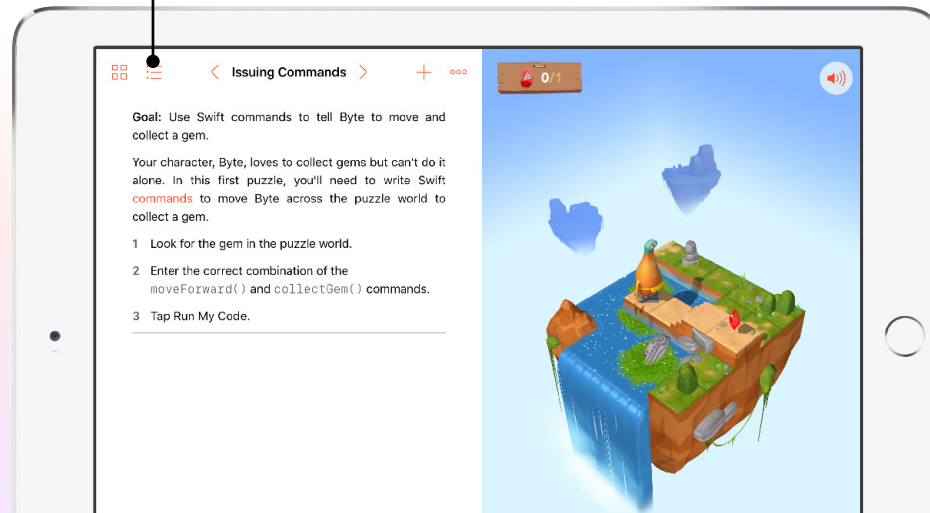 Issuing Commands
0/1
Goal: Use Swift commands to tell Byte to move and
collect a gem.
Your character, Byte, loves to collect gems but can't do it
alone. In this first puzzle, you'll need to write Swift
commands to move Byte across the puzzle world to
collect a gem.
1 Look for the gem in the puzzle world.
2 Enter the correct combination of the
moveForward() and collectGem() commands.
3 Tap Run My Code.